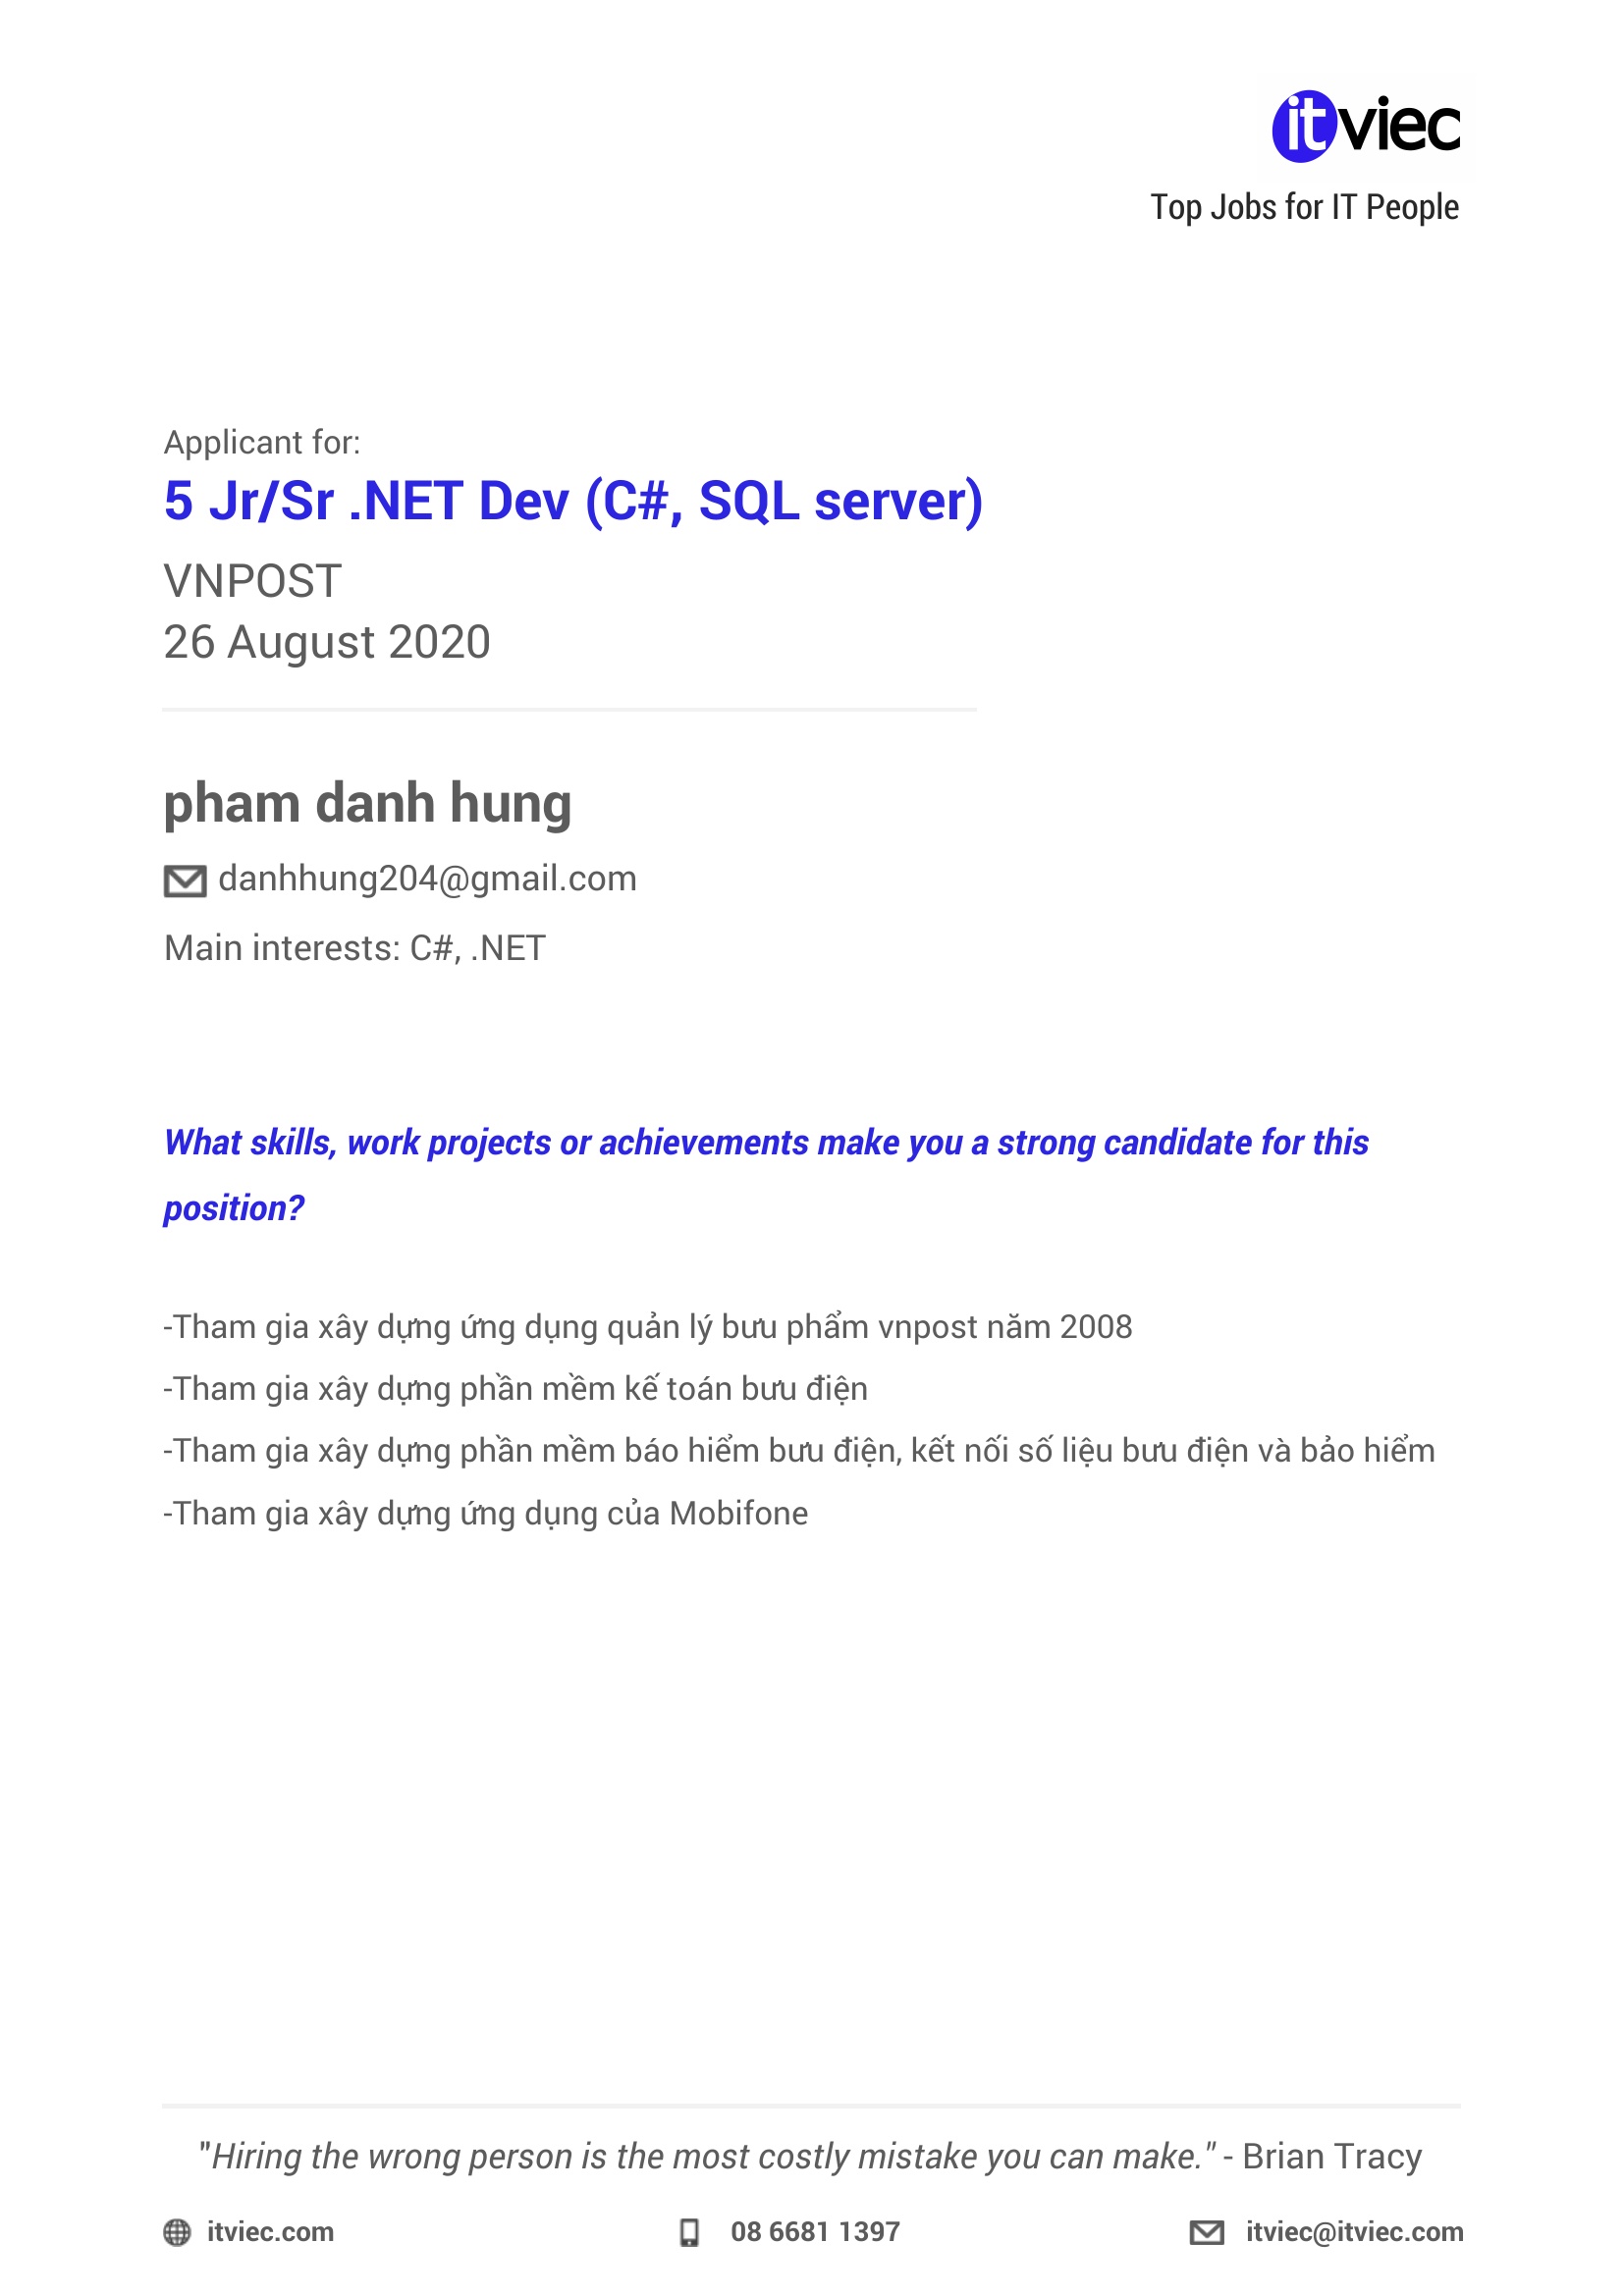 itviec
Top Jobs for IT People
Applicant for:
5 Jr/Sr .NET Dev (C#, SQL server)
VNPOST
26 August 2020
pham danh hung
danhhung204@gmail.com
Main interests: C#, .NET
What skills, work projects or achievements make you a strong candidate for this
position?
-Tham gia xây dựng ứng dụng quản lý bưu phẩm vnpost năm 2008
-Tham gia xây dựng phần mềm kế toán bưu điện
-Tham gia xây dựng phần mềm báo hiểm bưu điện, kết nối số liệu bưu điện và bảo hiểm
-Tham gia xây dựng ứng dụng của Mobifone
"Hiring the wrong person is the most costly mistake you can make." - Brian Tracy
itviec.com 08 6681 1397 itviec@itviec.com